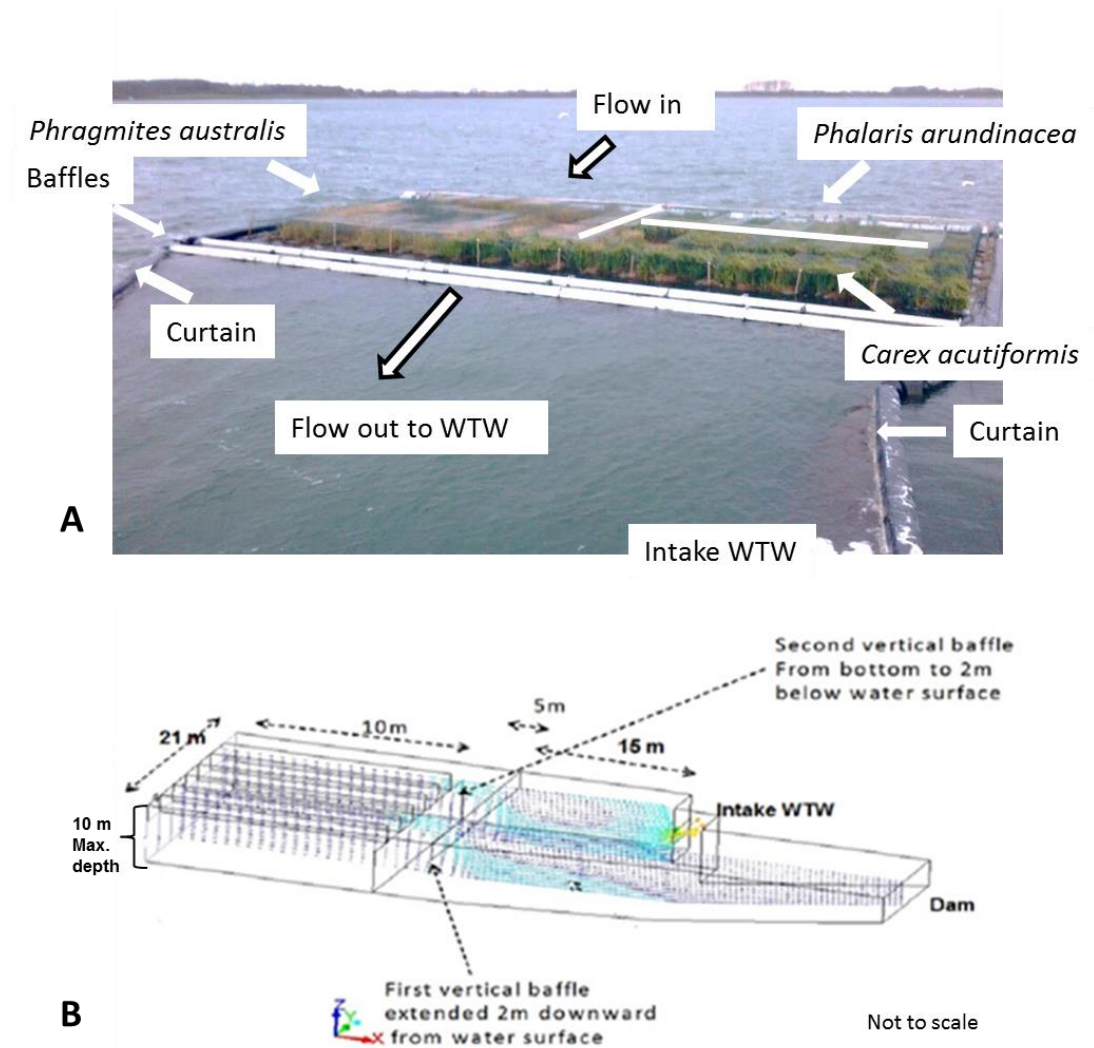 Flow in
Phragmites australis
Phalaris arundinacea
Baffles
Curtain
Carex acutiformis
Flow out to WTW
Curtain
A
Intake WTW
Second vertical baffle
From bottom to 2m
below water surface
5m
10m
21 m
15 m
Intake WTW
10 m
Max.
depth
Dam
First vertical baffle
extended 2m downward
from water surface
Z
Y
X
B
Not to scale